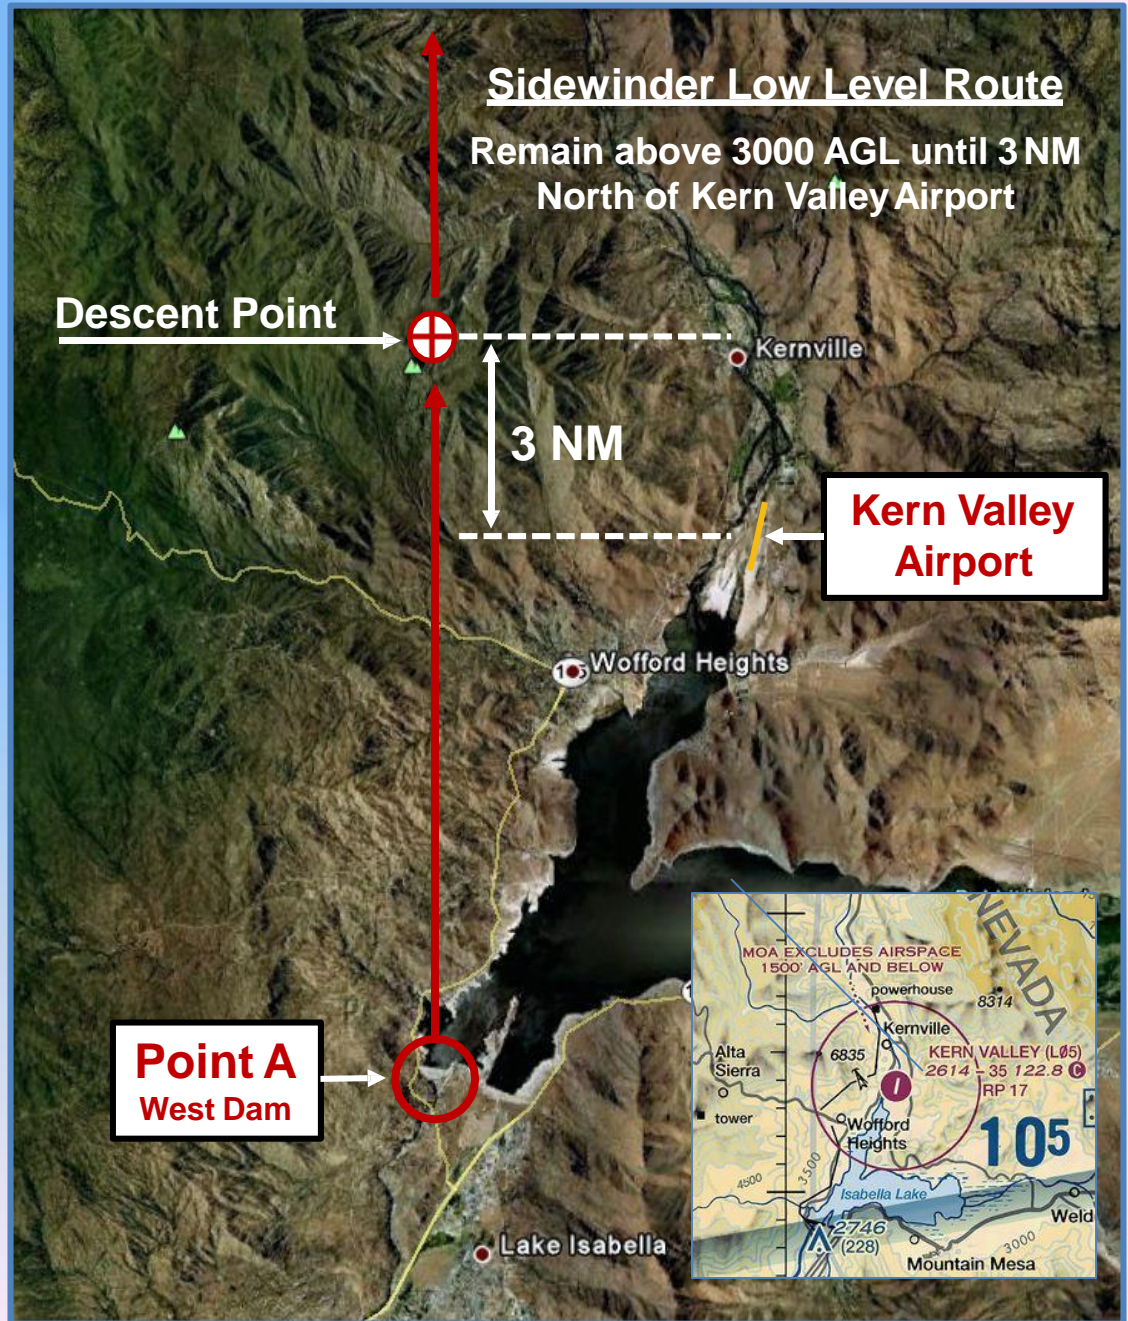 Sidewinder Low Level Route
Remain above 3000 AGL until 3 NM
North of Kern Valley Airport
Descent Point
Kernville
3 NM
Kern Valley
Airport
Wofford Heights
Point A
West Dam
Lake Isabella
NEVADA
MOA EXCLUDES AIRSPACE
1500' AGL AND BELOW
powerhouse
8314
Kernville
Alta
Sierra
6835
KERN VALLEY (L05)
2614 - 35 122.8 C
RP 17
tower
Wofford
Heights
105
4500
3500
Isabella Lake
Weld
2746
(228)
3000
Mountain Mesa